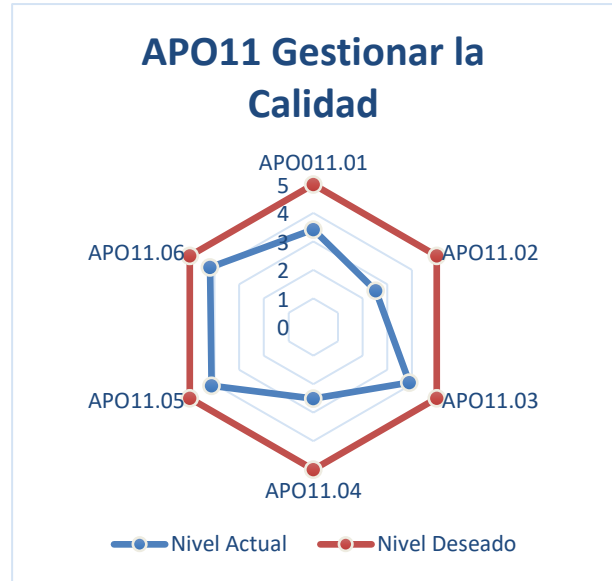 APO11 Gestionar la
Calidad
APO011.01
5
4
3
2
1
0
APO11.06
APO11.02
APO11.05
APO11.03
APO11.04
Nivel Actual
Nivel Deseado